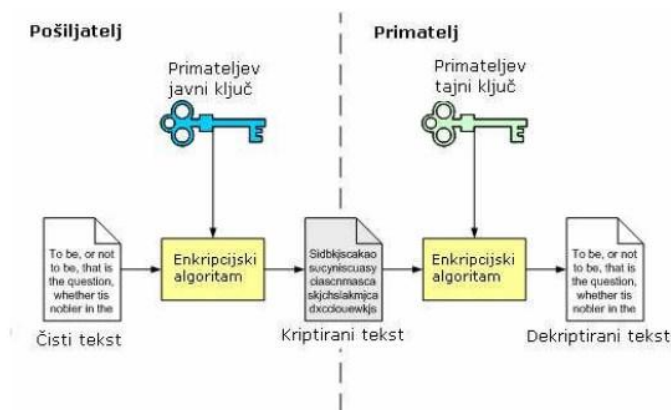 Pošiljatelj
Primatelj
Primateljev
javni ključ
Primateljev
tajni ključ
To be, or not
to be, that is
the question,
whether tis
nobler in the
Enkripcijski
algoritam
Sidbkjscakao
sucyniscuasy
ciascnmasca
skjchslakmjca
dxcciouewkjs
Enkripcijski
algoritam
To be, or not
to be, that is
the question,
whether tis
nobler in the
Čisti tekst
Kriptirani tekst
Dekriptirani tekst